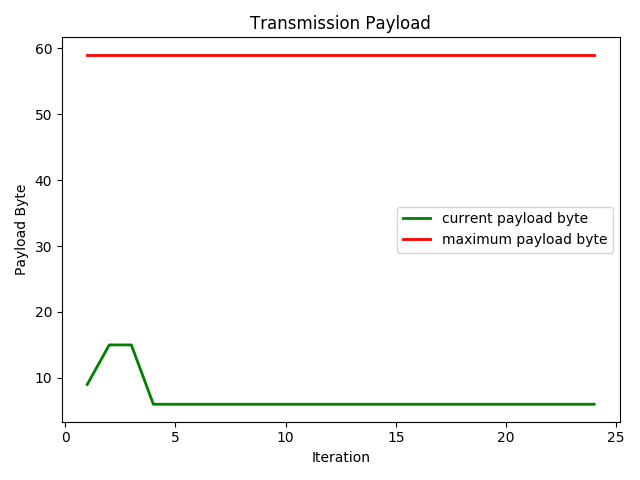 Transmission Payload
60
50
40
30
20
10
Payload Byte
current payload byte
maximum payload byte
0 5 10 15 20 25
Iteration